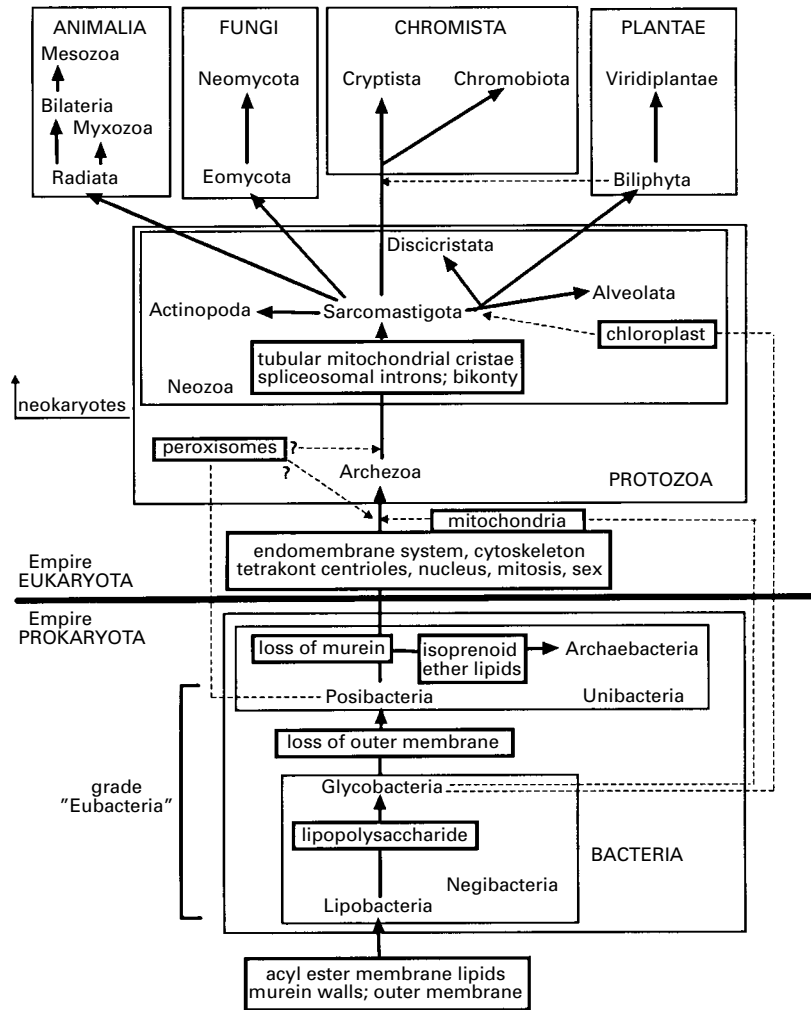 ANIMALIA
FUNGI
CHROMISTA
PLANTAE
Mesozoa
Neomycota
Cryptista
Chromobiota
Viridiplantae
Bilateria
Myxozoa
Radiata
Eomycota
Biliphyta
Discicristata
Actinopoda
Sarcomastigota
Alveolata
chloroplast
tubular mitochondrial cristae
spliceosomal introns; bikonty
Neozoa
neokaryotes
peroxisomes
?
?
Archezoa
PROTOZOA
mitochondria
endomembrane system, cytoskeleton
tetrakont centrioles, nucleus, mitosis, sex
Empire
EUKARYOTA
Empire
PROKARYOTA
loss of murein
isoprenoid
ether lipids
Archaebacteria
Posibacteria
Unibacteria
loss of outer membrane
grade
"Eubacteria"
Glycobacteria
lipopolysaccharide
BACTERIA
Negibacteria
Lipobacteria
acyl ester membrane lipids
murein walls; outer membrane